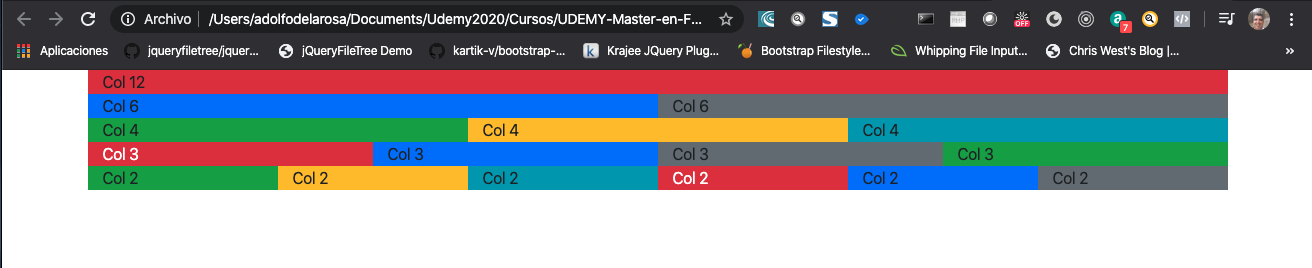 Archivo /Users/adolfodelarosa/Documents/Udemy2020/Cursos/UDEMY-Master-en-F...
OFF 7
Aplicaciones jqueryfiletree/jquer... jQueryFileTree Demo kartik-v/bootstrap-... Krajee JQuery Plug... Bootstrap Filestyle... Whipping File Input... Chris West's Blog |... »
Col 12
Col 6 Col 6
Col 4 Col 4 Col 4
Col 3 Col 3 Col 3 Col 3
Col 2 Col 2 Col 2 Col 2 Col 2 Col 2